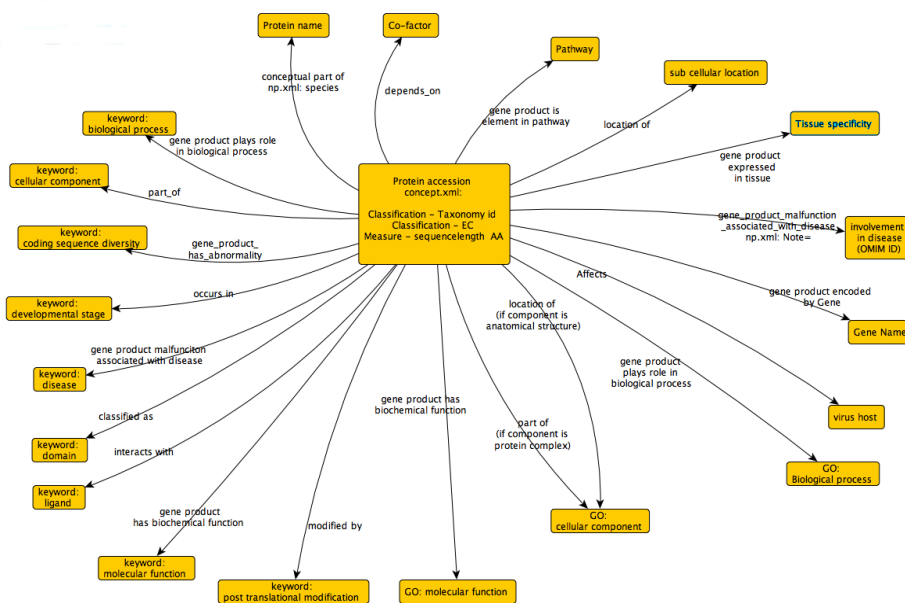 Protein name
Co-factor
Pathway
sub cellular location
Tissue specificity
conceptual part of
np.xml: species
depends_on
gene product is
element in pathway
location of
gene product
expressed
in tissue
keyword:
biological process
gene product plays role
in biological process
keyword:
cellular component
part_of
Protein accession
concept.xml:
Classification - Taxonomy id
Classification - EC
Measure - sequencelength AA
keyword:
coding sequence diversity
gene_product_
has_abnormality
gene_product_malfunction
_associated_with_disease
np.xml: Note=
involvement
in disease
(OMIM ID)
Affects
occurs in
keyword:
developmental stage
location of
(if component is
anatomical structure)
gene product encoded
by Gene
Gene Name
gene product malfunciton
associated with disease
keyword:
disease
gene product
plays role in
biological process
gene product has
biochemical function
classified as
keyword:
domain
interacts with
part of
(if component is
protein complex)
virus host
keyword:
ligand
GO:
Biological process
gene product
has biochemical function
modified by
GO:
cellular component
keyword:
molecular function
keyword:
post translational modification
GO: molecular function